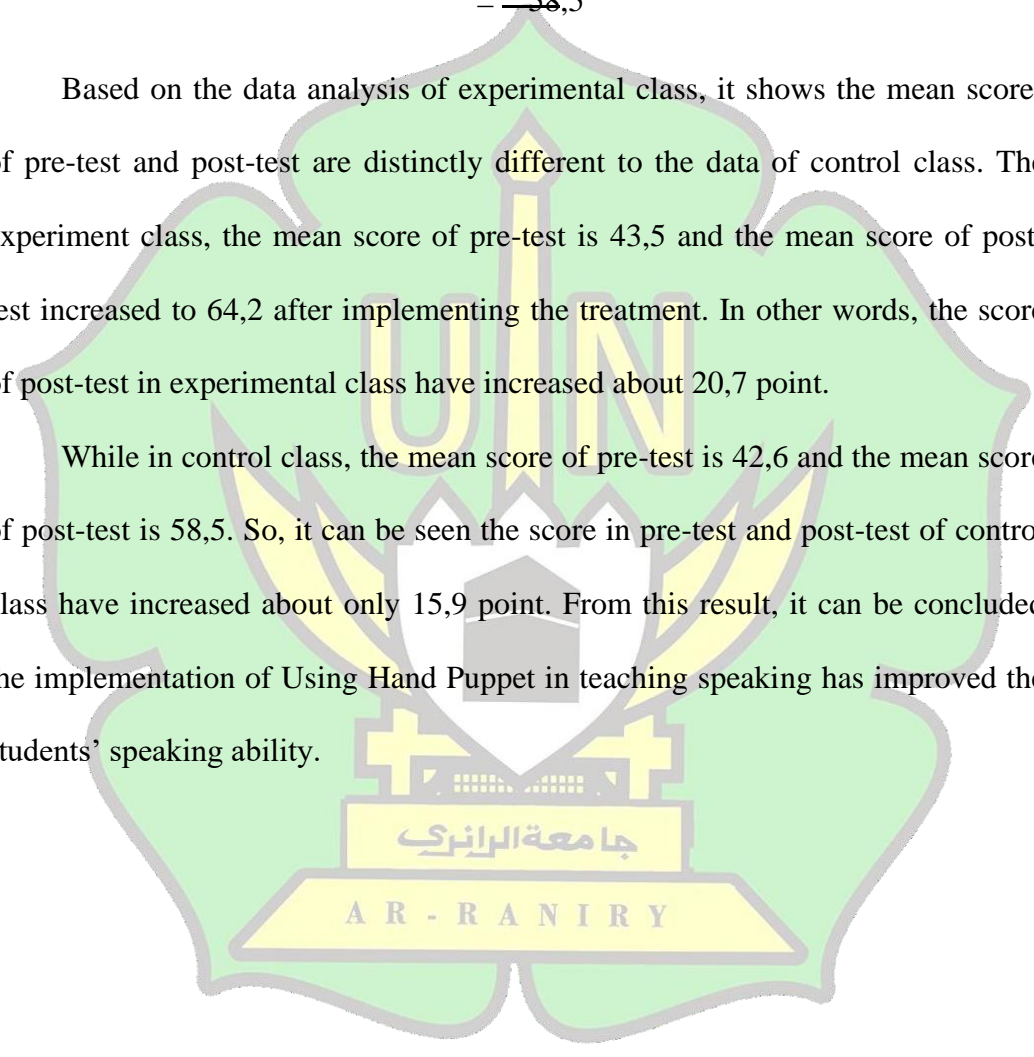 = 58,5
Based on the data analysis of experimental class, it shows the mean score
of pre-test and post-test are distinctly different to the data of control class. The
experiment class, the mean score of pre-test is 43,5 and the mean score of post-
test increased to 64,2 after implementing the treatment. In other words, the score
of post-test in experimental class have increased about 20,7 point.
While in control class, the mean score of pre-test is 42,6 and the mean score
of post-test is 58,5. So, it can be seen the score in pre-test and post-test of control
class have increased about only 15,9 point. From this result, it can be concluded
the implementation of Using Hand Puppet in teaching speaking has improved the
students’ speaking ability.
UIN
جامعة الرانري
AR-RANIRY